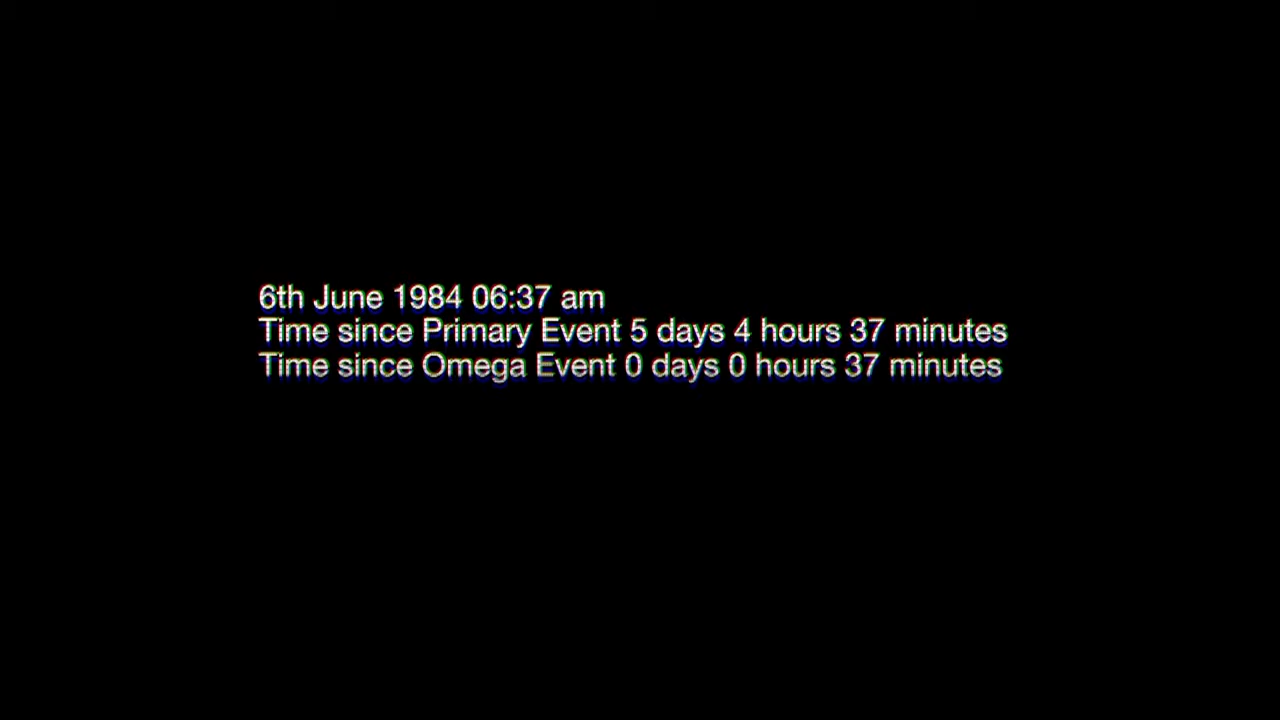 6th June 1984 06:37 am
Time since Primary Event 5 days 4 hours 37 minutes
Time since Omega Event 0 days 0 hours 37 minutes